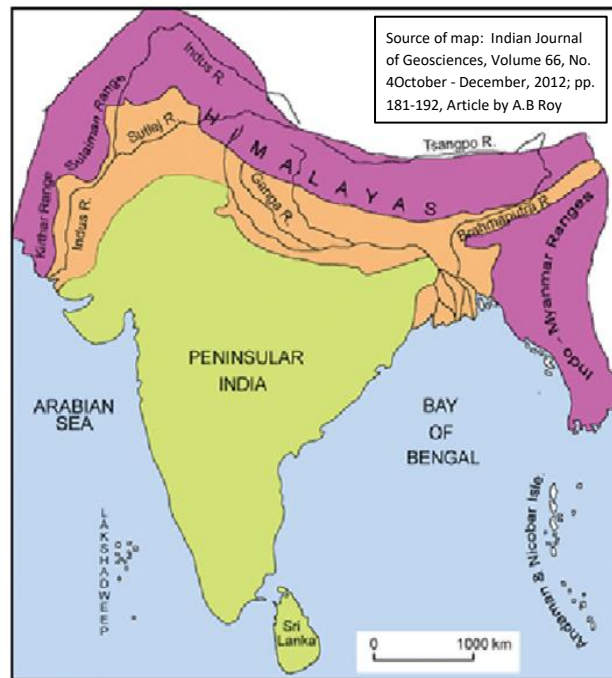 Source of map: Indian Journal
of Geosciences, Volume 66, No.
4October - December, 2012; pp.
181-192, Article by A.B Roy
Indus R.
Sulaiman Range
Sutlej R.
HIMALAYAS
Tsangpo R.
Ganga R.
Brahmaputra R.
Kirthar Range
Indus R.
Indo - Myanmar Ranges
PENINSULAR
INDIA
ARABIAN
SEA
BAY
OF
BENGAL
LAKSHADWEEP
Andaman & Nicobar Isle.
Sri
Lanka
0 1000 km